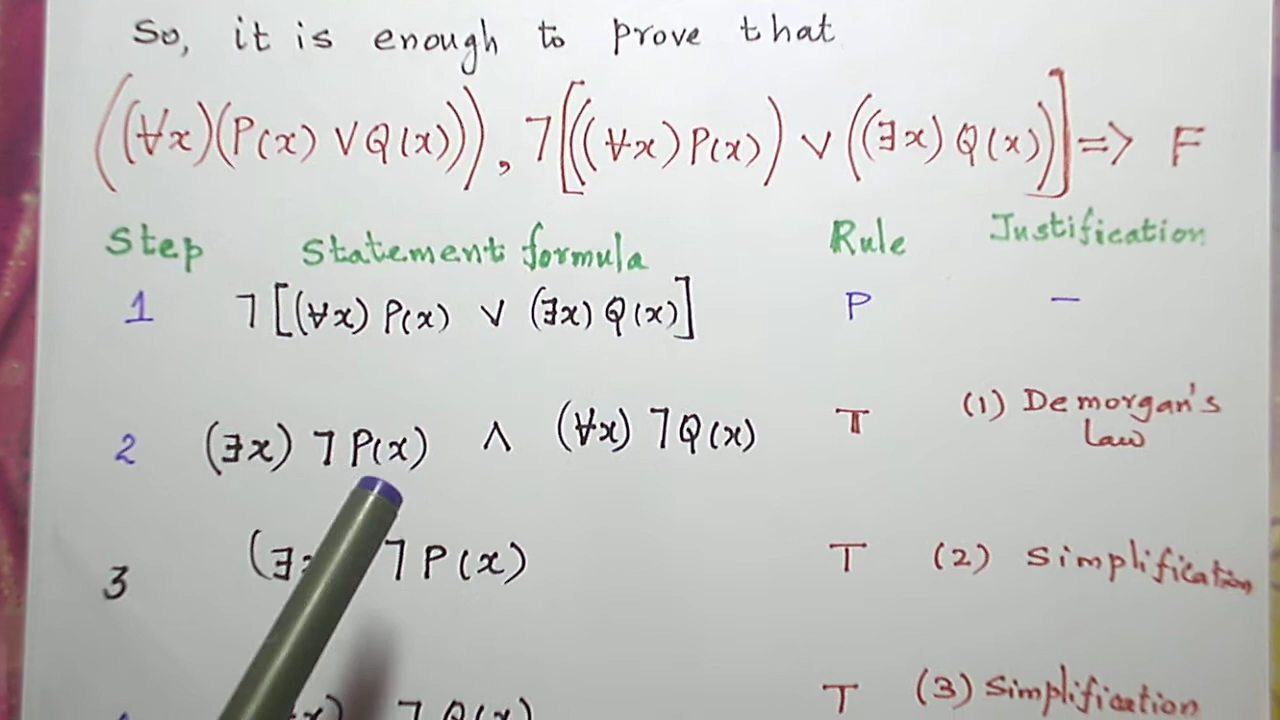 So, it is enough to prove that
((∀x)(P(x) ∨ Q(x))), ¬[((∀x) P(x)) ∨ ((∃x) Q(x))] => F
Step Statement formula Rule Justification
1 ¬[(∀x) P(x) ∨ (∃x) Q(x)] P –
2 (∃x) ¬P(x) ∧ (∀x) ¬Q(x) T (1) Demorgan's
Law
3 (∃ ¬P(x) T (2) Simplification
x) ¬Q(x) T (3) Simplification